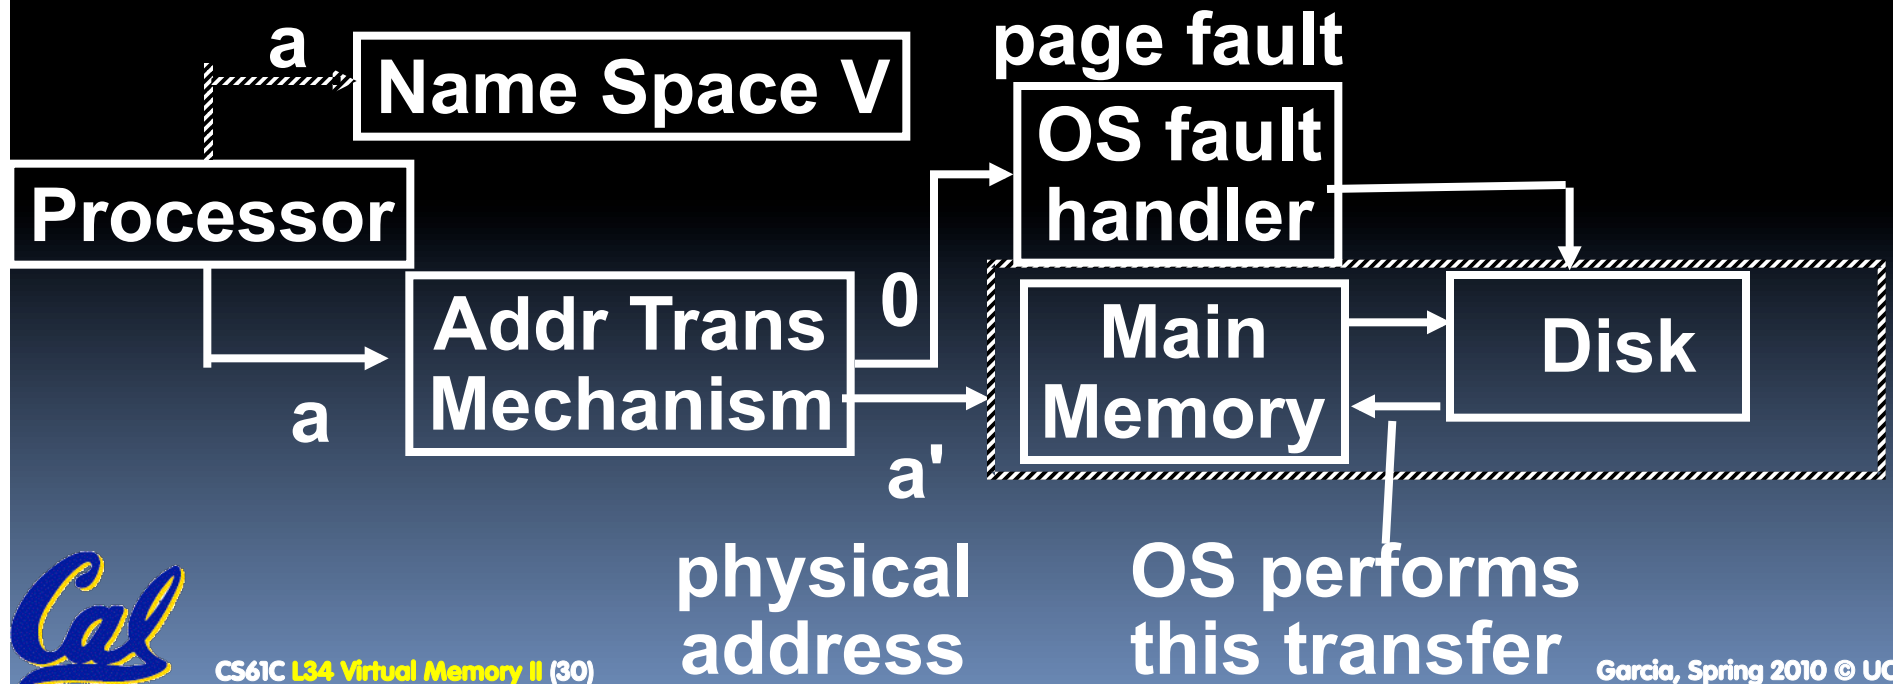 a
Name Space V
page fault
OS fault
handler
Processor
0
Addr Trans
Mechanism
a
a'
Main
Memory
Disk
physical
address
OS performs
this transfer
Cal
CS61C L34 Virtual Memory II (30)
Garcia, Spring 2010 © UC